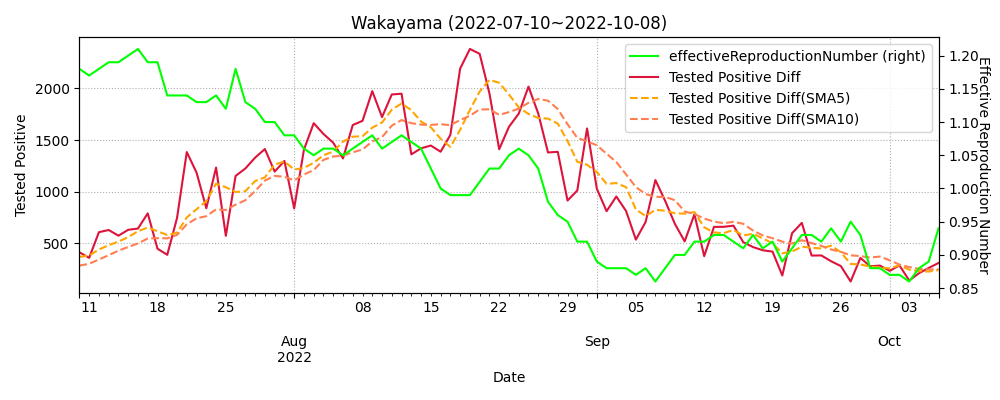 Wakayama (2022-07-10~2022-10-08)
effectiveReproductionNumber (right)
Tested Positive Diff
Tested Positive Diff(SMA5)
Tested Positive Diff(SMA10)
Tested Positive
2000
1500
1000
500
1.20
1.15
1.10
1.05
1.00
0.95
0.90
0.85
Effective Reproduction Number
11 18 25 08 15 22 29 05 12 19 26 03
Aug Sep Oct
2022
Date